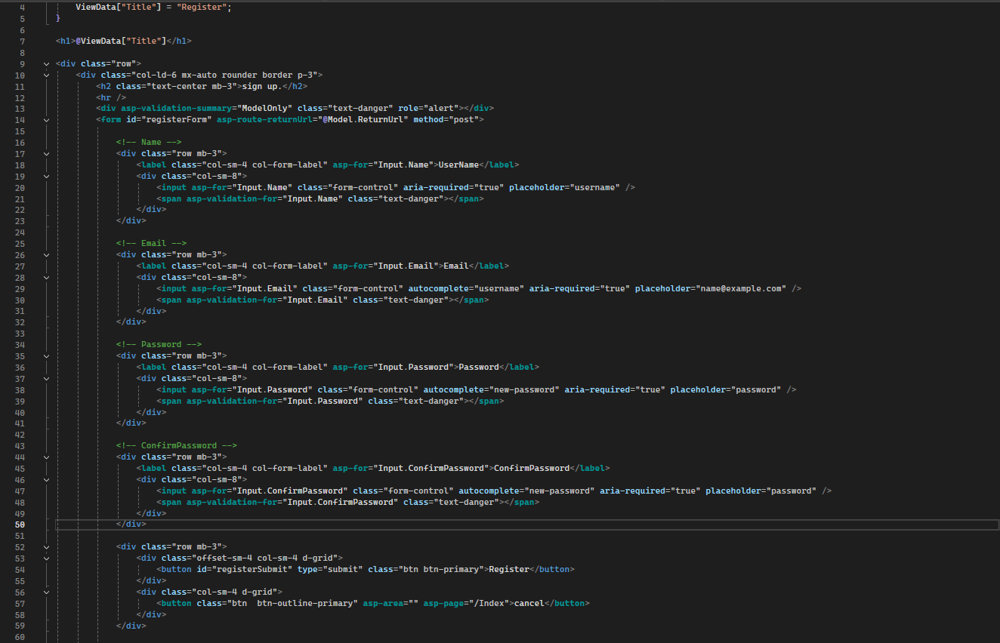 4 ViewData["Title"] = "Register";
5 }
6
7 <h1>@ViewData["Title"]</h1>
8
9 <div class="row">
10 <div class="col-ld-6 mx-auto rounder border p-3">
11 <h2 class="text-center mb-3">sign up.</h2>
12 <hr />
13 <div asp-validation-summary="ModelOnly" class="text-danger" role="alert"></div>
14 <form id="registerForm" asp-route-returnUrl="@Model.ReturnUrl" method="post">
15
16 <!-- Name -->
17 <div class="row mb-3">
18 <label class="col-sm-4 col-form-label" asp-for="Input.Name">UserName</label>
19 <div class="col-sm-8">
20 <input asp-for="Input.Name" class="form-control" aria-required="true" placeholder="username" />
21 <span asp-validation-for="Input.Name" class="text-danger"></span>
22 </div>
23 </div>
24
25 <!-- Email -->
26 <div class="row mb-3">
27 <label class="col-sm-4 col-form-label" asp-for="Input.Email">Email</label>
28 <div class="col-sm-8">
29 <input asp-for="Input.Email" class="form-control" autocomplete="username" aria-required="true" placeholder="name@example.com" />
30 <span asp-validation-for="Input.Email" class="text-danger"></span>
31 </div>
32 </div>
33
34 <!-- Password -->
35 <div class="row mb-3">
36 <label class="col-sm-4 col-form-label" asp-for="Input.Password">Password</label>
37 <div class="col-sm-8">
38 <input asp-for="Input.Password" class="form-control" autocomplete="new-password" aria-required="true" placeholder="password" />
39 <span asp-validation-for="Input.Password" class="text-danger"></span>
40 </div>
41 </div>
42
43 <!-- ConfirmPassword -->
44 <div class="row mb-3">
45 <label class="col-sm-4 col-form-label" asp-for="Input.ConfirmPassword">ConfirmPassword</label>
46 <div class="col-sm-8">
47 <input asp-for="Input.ConfirmPassword" class="form-control" autocomplete="new-password" aria-required="true" placeholder="password" />
48 <span asp-validation-for="Input.ConfirmPassword" class="text-danger"></span>
49 </div>
50 </div>
51
52 <div class="row mb-3">
53 <div class="offset-sm-4 col-sm-4 d-grid">
54 <button id="registerSubmit" type="submit" class="btn btn-primary">Register</button>
55 </div>
56 <div class="col-sm-4 d-grid">
57 <button class="btn  btn-outline-primary" asp-area="" asp-page="/Index">cancel</button>
58 </div>
59 </div>
60